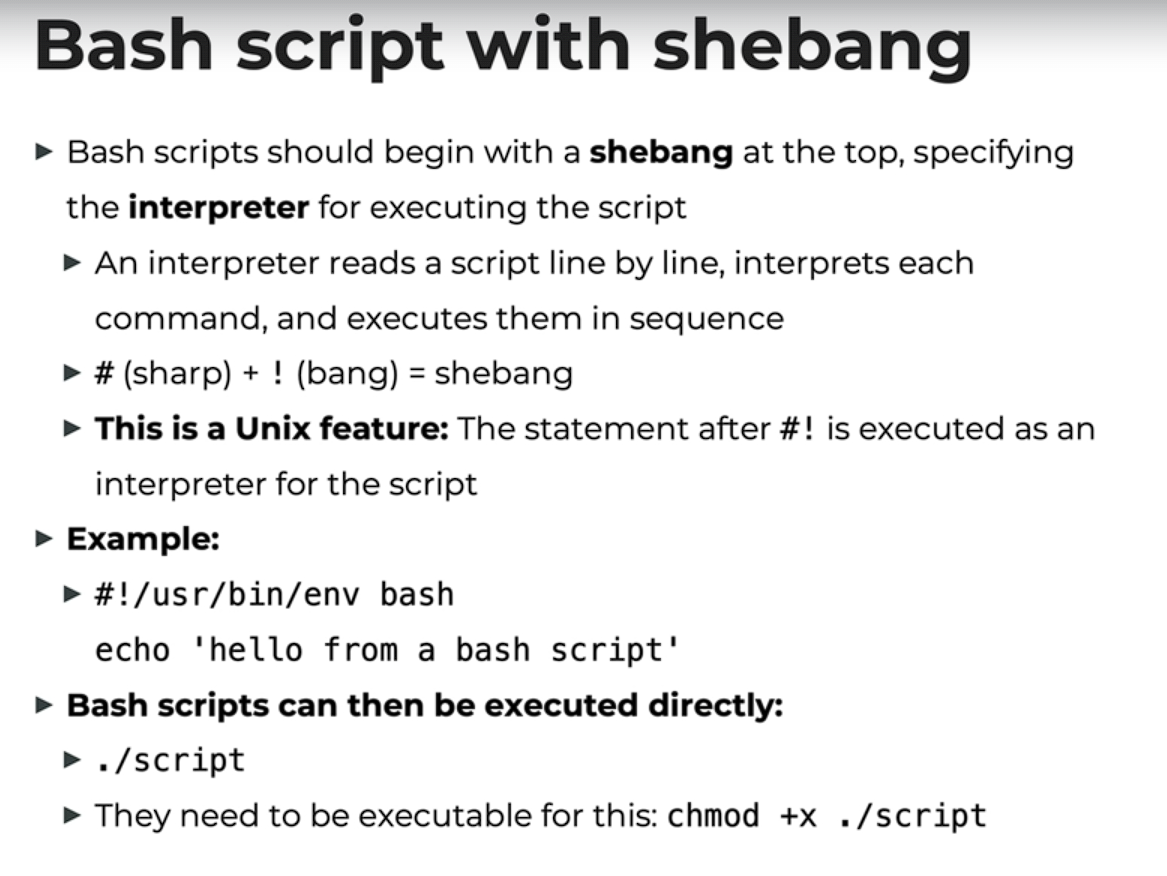 Bash script with shebang
► Bash scripts should begin with a shebang at the top, specifying
the interpreter for executing the script
► An interpreter reads a script line by line, interprets each
command, and executes them in sequence
► # (sharp) + ! (bang) = shebang
► This is a Unix feature: The statement after #! is executed as an
interpreter for the script
► Example:
► #!/usr/bin/env bash
echo 'hello from a bash script'
► Bash scripts can then be executed directly:
► ./script
► They need to be executable for this: chmod +x ./script